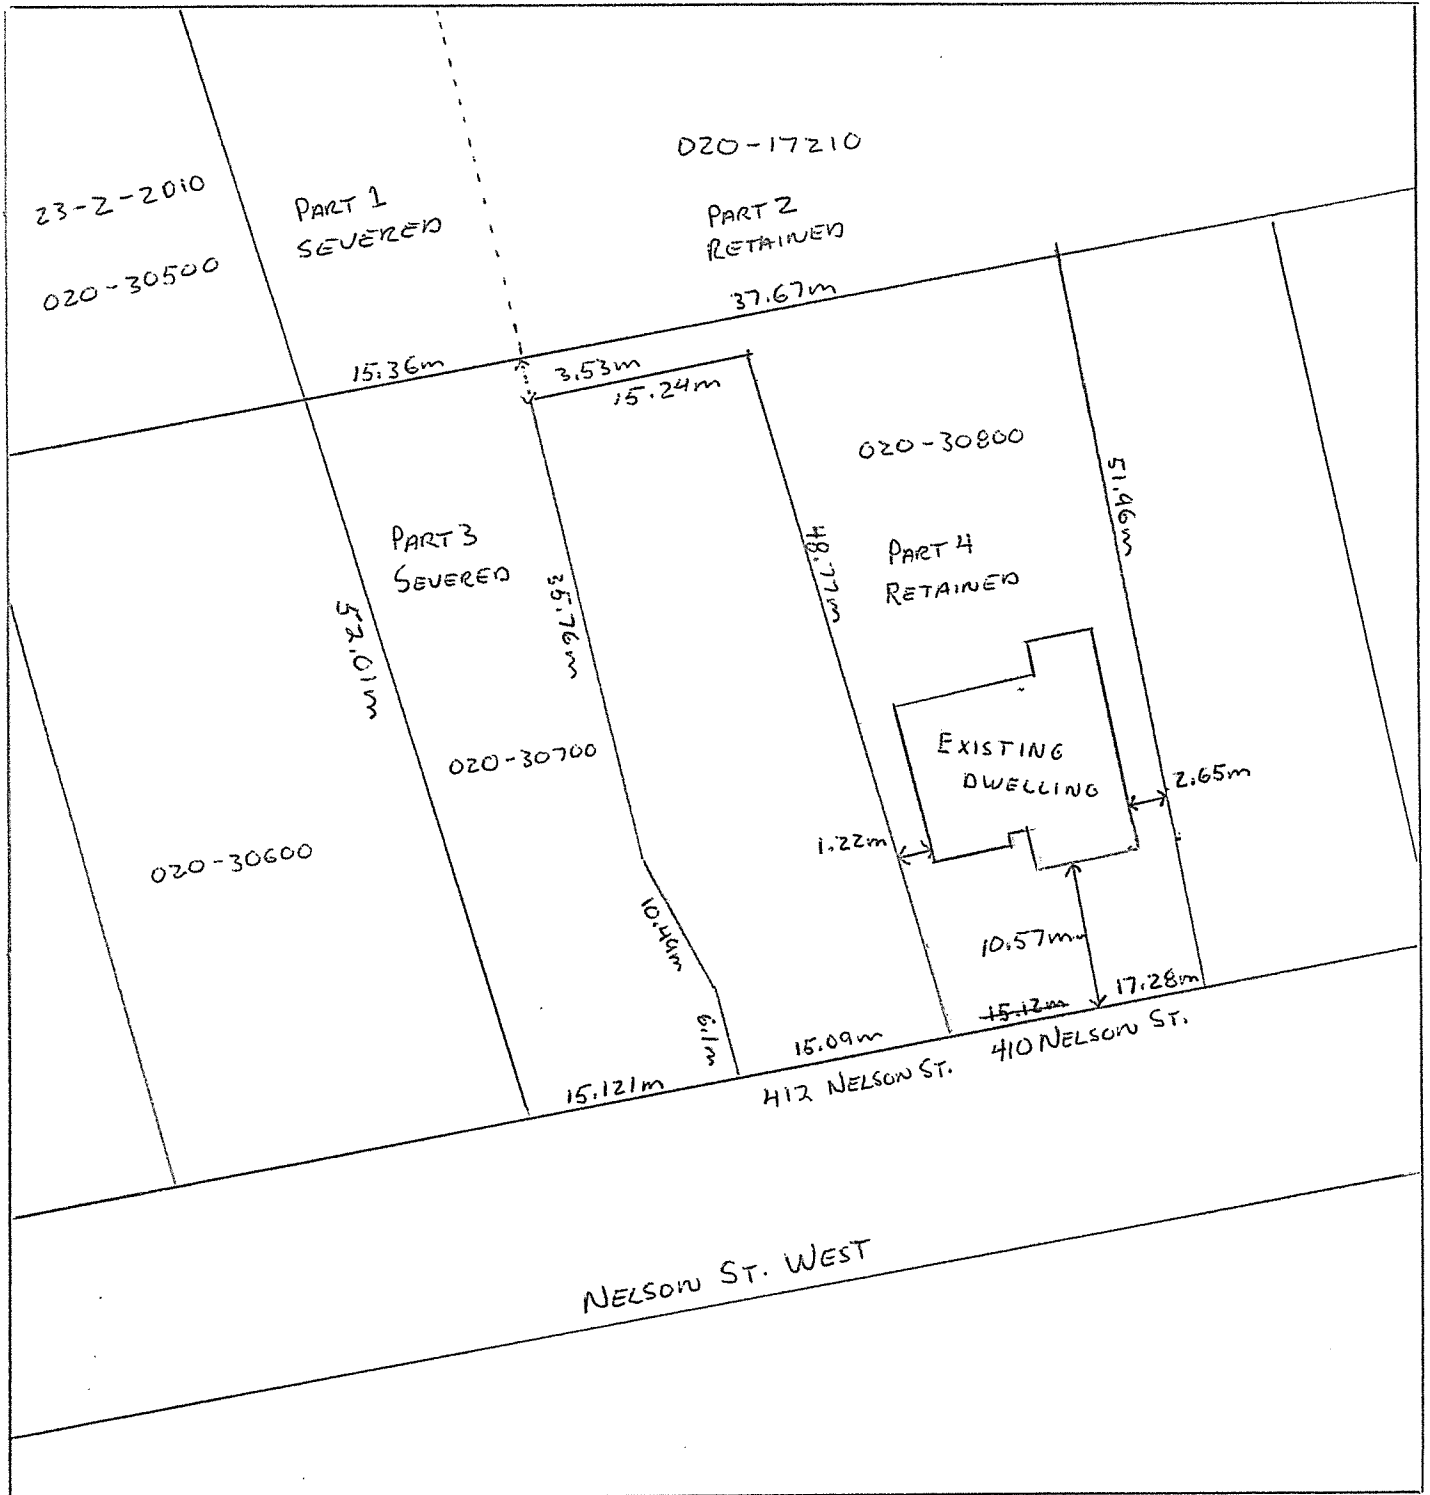 020-17210
23-2-2010
PART 1
SEVERED
PART 2
RETAINED
020-30500
37.67m
15.36m
3.53m
15.24m
020-30800
51.46m
PART 3
SEVERED
48.77m
PART 4
RETAINED
35.76m
52.01m
EXISTING
DWELLING
020-30700
2.65m
1.22m
020-30600
10.49m
10.57m
17.28m
15.12m
6.1m
15.09m
410 NELSON ST.
15.121m
412 NELSON ST.
NELSON ST. WEST